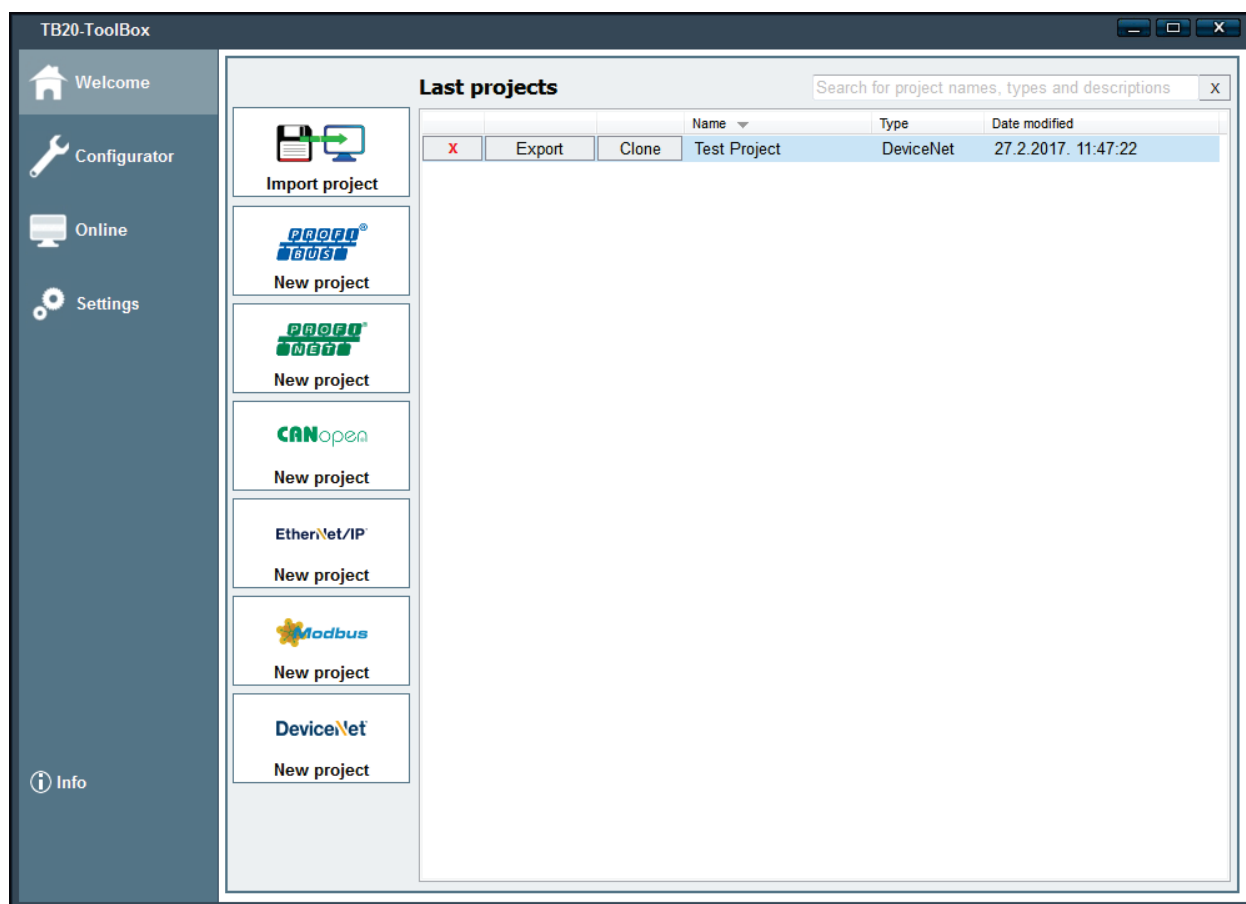 TB20-ToolBox
Welcome
Configurator
Online
Settings
Info
Import project
PROFI®
BUS
New project
PROFI®
NET
New project
CANopen
New project
EtherNet/IP
New project
Modbus
New project
DeviceNet
New project
Last projects
Search for project names, types and descriptions X
Name Type Date modified
X Export Clone Test Project DeviceNet 27.2.2017. 11:47:22